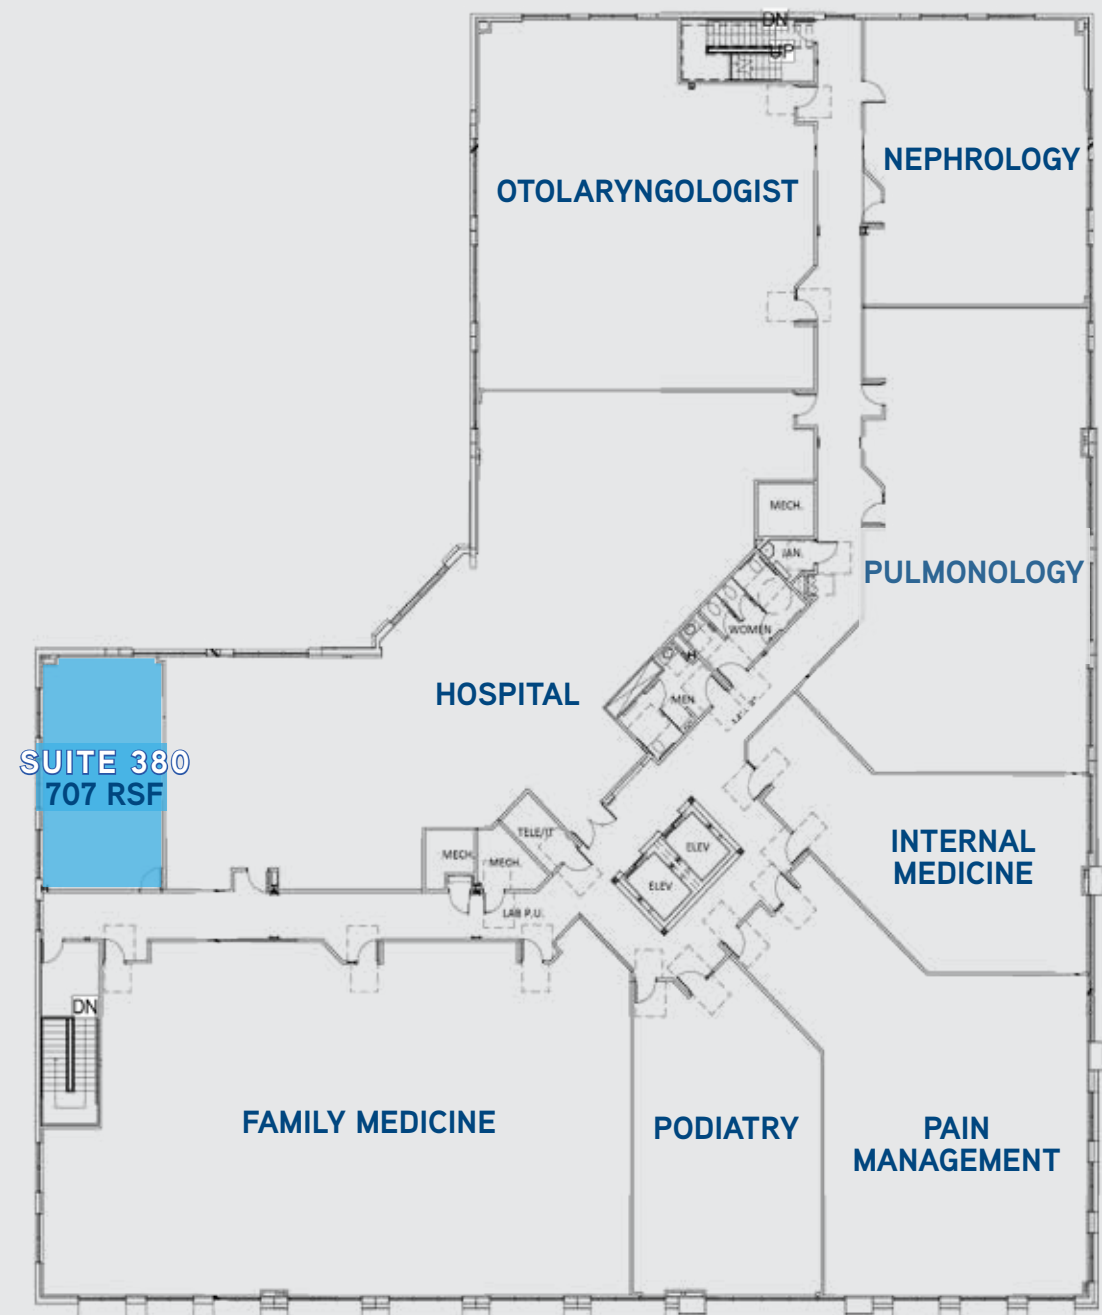 DN
UP
NEPHROLOGY
OTOLARYNGOLOGIST
MECH.
JAN.
PULMONOLOGY
WOMEN
HOSPITAL
MEN
SUITE 380
707 RSF
TELE/IT
ELEV
INTERNAL
MEDICINE
MECH.
MECH.
ELEV
LAB P.U.
DN
FAMILY MEDICINE
PODIATRY
PAIN
MANAGEMENT